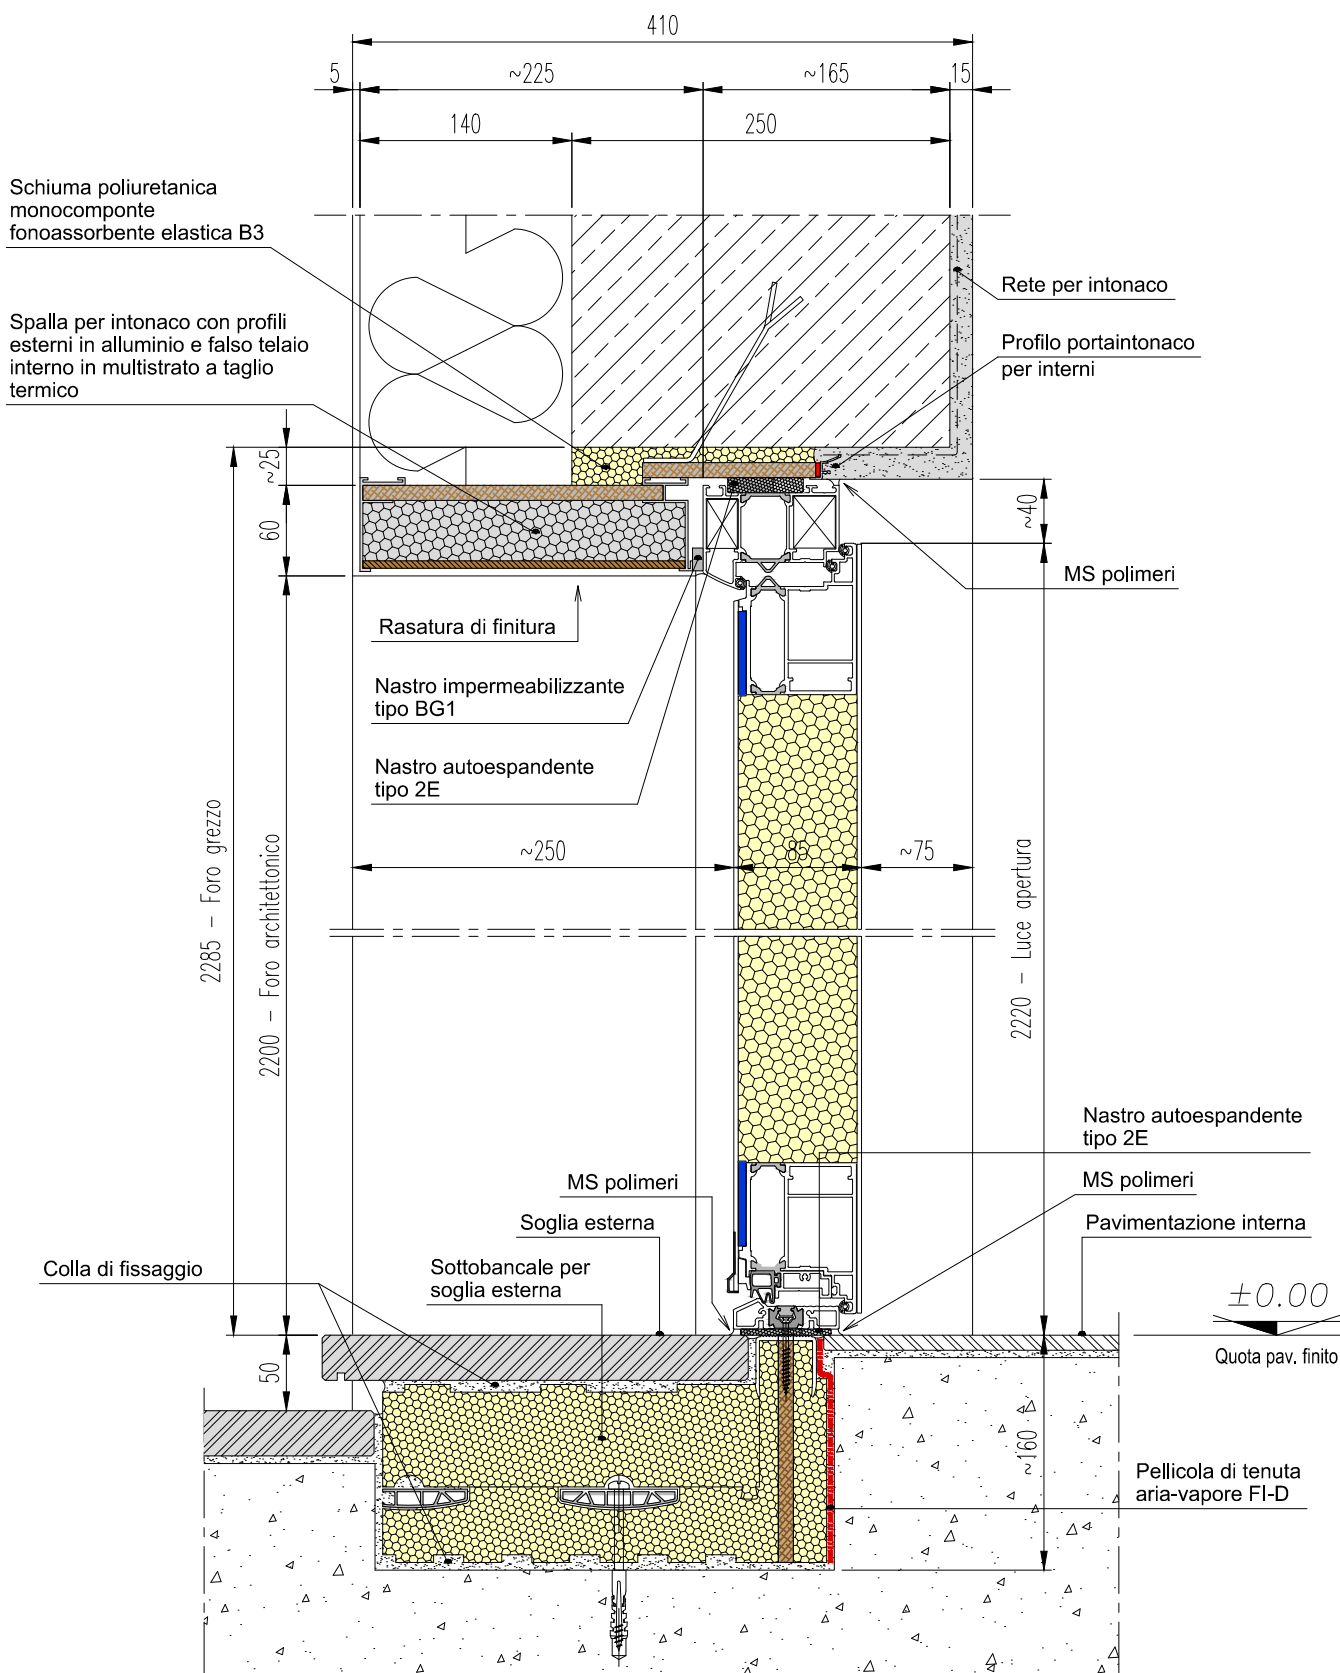 410
5
~225
~165
15
140
250
Schiuma poliuretanica
monocomponte
fonoassorbente elastica B3
Spalla per intonaco con profili
esterni in alluminio e falso telaio
interno in multistrato a taglio
termico
Rete per intonaco
Profilo portaintonaco
per interni
~25
60
~40
MS polimeri
Rasatura di finitura
Nastro impermeabilizzante
tipo BG1
Nastro autoespandente
tipo 2E
~250
85
~75
2285 – Foro grezzo
2200 – Foro architettonico
2220 – Luce apertura
Nastro autoespandente
tipo 2E
MS polimeri
MS polimeri
Soglia esterna
Pavimentazione interna
Colla di fissaggio
Sottobancale per
soglia esterna
±0.00
Quota pav. finito
50
~160
Pellicola di tenuta
aria-vapore FI-D